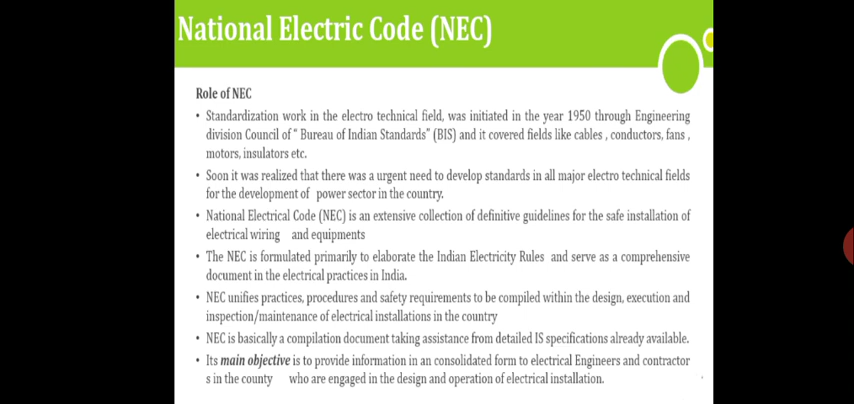 National Electric Code (NEC)
Role of NEC
• Standardization work in the electro technical field, was initiated in the year 1950 through Engineering
division Council of “ Bureau of Indian Standards” (BIS) and it covered fields like cables , conductors, fans ,
motors, insulators etc.
• Soon it was realized that there was a urgent need to develop standards in all major electro technical fields
for the development of power sector in the country.
• National Electrical Code (NEC) is an extensive collection of definitive guidelines for the safe installation of
electrical wiring and equipments
• The NEC is formulated primarily to elaborate the Indian Electricity Rules and serve as a comprehensive
document in the electrical practices in India.
• NEC unifies practices, procedures and safety requirements to be compiled within the design, execution and
inspection/maintenance of electrical installations in the country
• NEC is basically a compilation document taking assistance from detailed IS specifications already available.
• Its main objective is to provide information in an consolidated form to electrical Engineers and contractor
s in the county who are engaged in the design and operation of electrical installation.